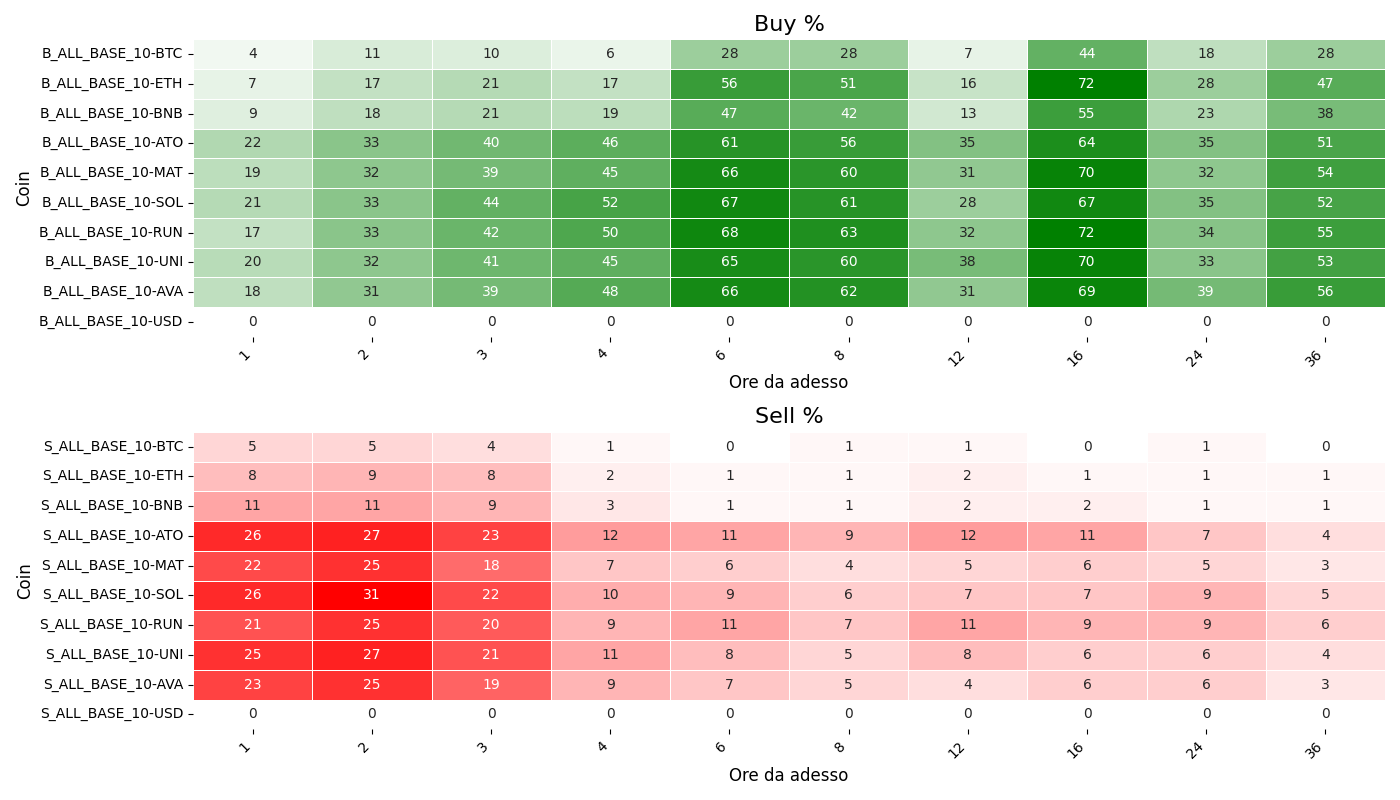 Buy %
Coin
B_ALL_BASE_10-BTC 4 11 10 6 28 28 7 44 18 28
B_ALL_BASE_10-ETH 7 17 21 17 56 51 16 72 28 47
B_ALL_BASE_10-BNB 9 18 21 19 47 42 13 55 23 38
B_ALL_BASE_10-ATO 22 33 40 46 61 56 35 64 35 51
B_ALL_BASE_10-MAT 19 32 39 45 66 60 31 70 32 54
B_ALL_BASE_10-SOL 21 33 44 52 67 61 28 67 35 52
B_ALL_BASE_10-RUN 17 33 42 50 68 63 32 72 34 55
B_ALL_BASE_10-UNI 20 32 41 45 65 60 38 70 33 53
B_ALL_BASE_10-AVA 18 31 39 48 66 62 31 69 39 56
B_ALL_BASE_10-USD 0 0 0 0 0 0 0 0 0 0
1 2 3 4 6 8 12 16 24 36
Ore da adesso
Sell %
Coin
S_ALL_BASE_10-BTC 5 5 4 1 0 1 1 0 1 0
S_ALL_BASE_10-ETH 8 9 8 2 1 1 2 1 1 1
S_ALL_BASE_10-BNB 11 11 9 3 1 1 2 2 1 1
S_ALL_BASE_10-ATO 26 27 23 12 11 9 12 11 7 4
S_ALL_BASE_10-MAT 22 25 18 7 6 4 5 6 5 3
S_ALL_BASE_10-SOL 26 31 22 10 9 6 7 7 9 5
S_ALL_BASE_10-RUN 21 25 20 9 11 7 11 9 9 6
S_ALL_BASE_10-UNI 25 27 21 11 8 5 8 6 6 4
S_ALL_BASE_10-AVA 23 25 19 9 7 5 4 6 6 3
S_ALL_BASE_10-USD 0 0 0 0 0 0 0 0 0 0
1 2 3 4 6 8 12 16 24 36
Ore da adesso